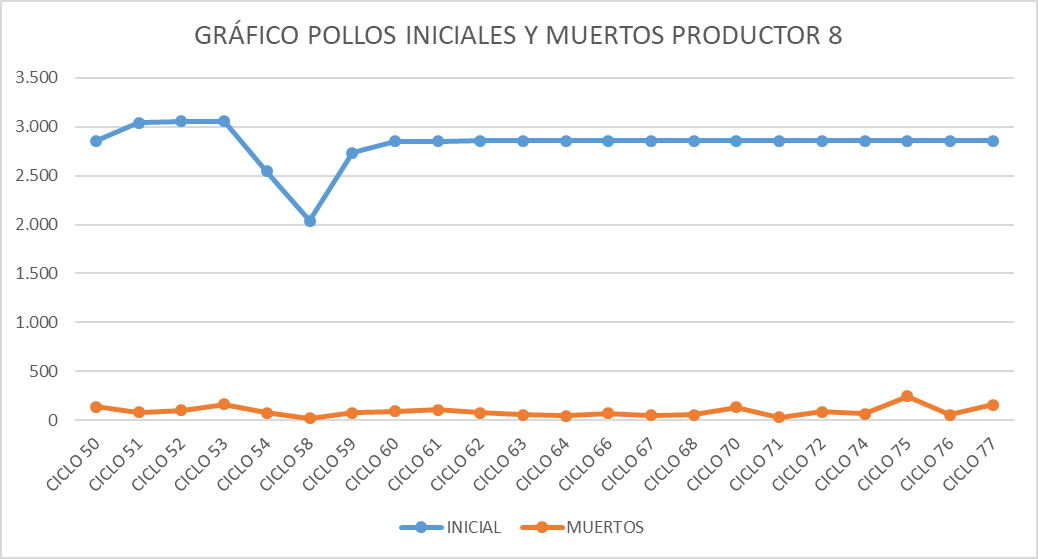 GRÁFICO POLLOS INICIALES Y MUERTOS PRODUCTOR 8
3.500
3.000
2.500
2.000
1.500
1.000
500
0
CICLO 50
CICLO 51
CICLO 52
CICLO 53
CICLO 54
CICLO 58
CICLO 59
CICLO 60
CICLO 61
CICLO 62
CICLO 63
CICLO 64
CICLO 66
CICLO 67
CICLO 68
CICLO 70
CICLO 71
CICLO 72
CICLO 74
CICLO 75
CICLO 76
CICLO 77
INICIAL
MUERTOS